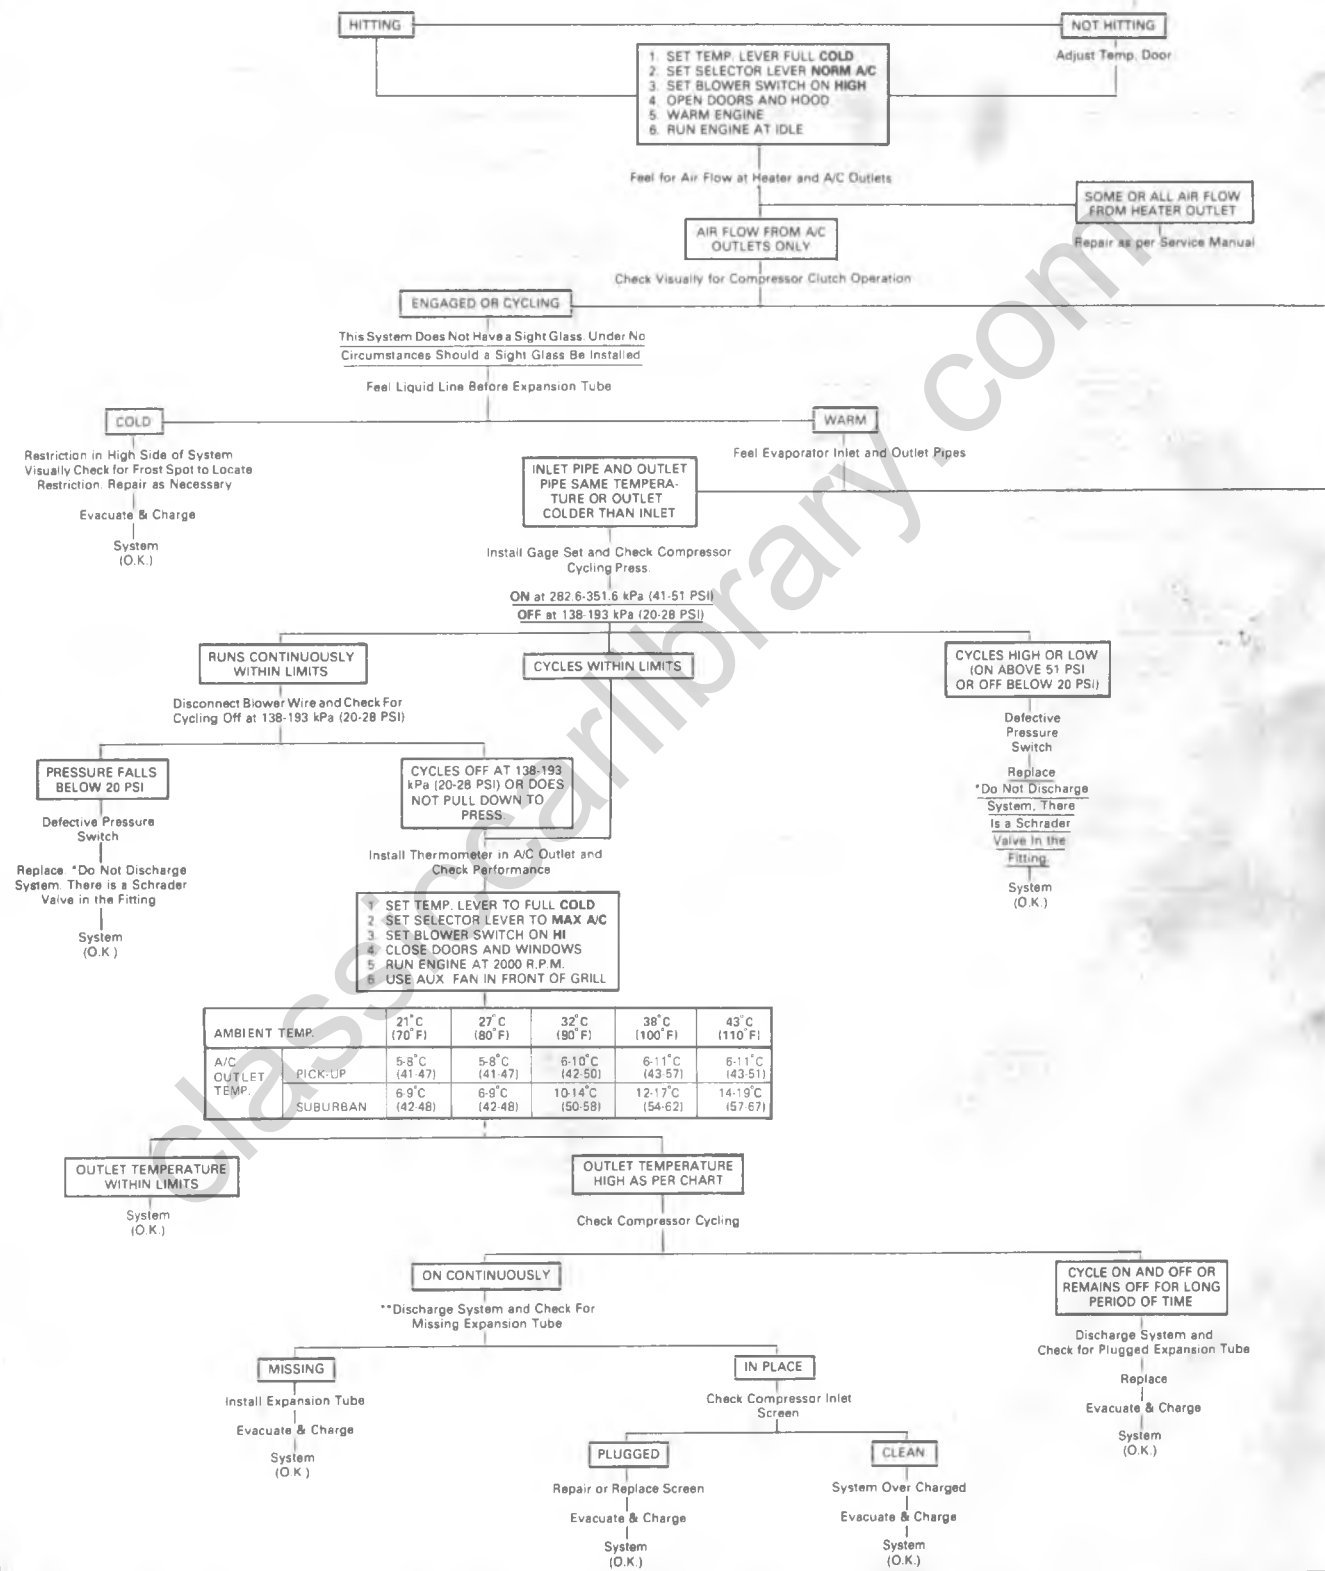 HITTING
NOT HITTING
Adjust Temp. Door
1. SET TEMP. LEVER FULL COLD
2. SET SELECTOR LEVER NORM A/C
3. SET BLOWER SWITCH ON HIGH
4. OPEN DOORS AND HOOD
5. WARM ENGINE
6. RUN ENGINE AT IDLE
Feel for Air Flow at Heater and A/C Outlets
SOME OR ALL AIR FLOW
FROM HEATER OUTLET
Repair as per Service Manual
AIR FLOW FROM A/C
OUTLETS ONLY
Check Visually for Compressor Clutch Operation
ENGAGED OR CYCLING
This System Does Not Have a Sight Glass. Under No
Circumstances Should a Sight Glass Be Installed
Feel Liquid Line Before Expansion Tube
COLD
Restriction in High Side of System
Visually Check for Frost Spot to Locate
Restriction. Repair as Necessary
Evacuate & Charge
System
(O.K.)
WARM
Feel Evaporator Inlet and Outlet Pipes
INLET PIPE AND OUTLET
PIPE SAME TEMPERA-
TURE OR OUTLET
COLDER THAN INLET
Install Gage Set and Check Compressor
Cycling Press.
ON at 282.6-351.6 kPa (41-51 PSI)
OFF at 138-193 kPa (20-28 PSI)
RUNS CONTINUOUSLY
WITHIN LIMITS
Disconnect Blower Wire and Check For
Cycling Off at 138-193 kPa (20-28 PSI)
CYCLES WITHIN LIMITS
CYCLES HIGH OR LOW
(ON ABOVE 51 PSI
OR OFF BELOW 20 PSI)
Defective
Pressure
Switch
Replace
*Do Not Discharge
System, There
Is a Schrader
Valve In the
Fitting.
System
(O.K.)
PRESSURE FALLS
BELOW 20 PSI
Defective Pressure
Switch
Replace. *Do Not Discharge
System. There is a Schrader
Valve in the Fitting
System
(O.K.)
CYCLES OFF AT 138-193
kPa (20-28 PSI) OR DOES
NOT PULL DOWN TO
PRESS.
Install Thermometer in A/C Outlet and
Check Performance
1 SET TEMP. LEVER TO FULL COLD
2 SET SELECTOR LEVER TO MAX A/C
3 SET BLOWER SWITCH ON HI
4 CLOSE DOORS AND WINDOWS
5 RUN ENGINE AT 2000 R.P.M.
6 USE AUX FAN IN FRONT OF GRILL
AMBIENT TEMP. 21°C (70°F) 27°C (80°F) 32°C (90°F) 38°C (100°F) 43°C (110°F)
A/C OUTLET TEMP. PICK-UP 5-8°C (41-47) 5-8°C (41-47) 6-10°C (42-50) 6-11°C (43-57) 6-11°C (43-51)
SUBURBAN 6-9°C (42-48) 6-9°C (42-48) 10-14°C (50-58) 12-17°C (54-62) 14-19°C (57-67)
OUTLET TEMPERATURE
WITHIN LIMITS
System
(O.K.)
OUTLET TEMPERATURE
HIGH AS PER CHART
Check Compressor Cycling
ON CONTINUOUSLY
**Discharge System and Check For
Missing Expansion Tube
CYCLE ON AND OFF OR
REMAINS OFF FOR LONG
PERIOD OF TIME
Discharge System and
Check for Plugged Expansion Tube
Replace
Evacuate & Charge
System
(O.K.)
MISSING
Install Expansion Tube
Evacuate & Charge
System
(O.K.)
IN PLACE
Check Compressor Inlet
Screen
PLUGGED
Repair or Replace Screen
Evacuate & Charge
System
(O.K.)
CLEAN
System Over Charged
Evacuate & Charge
System
(O.K.)
classiccarlibrary.com